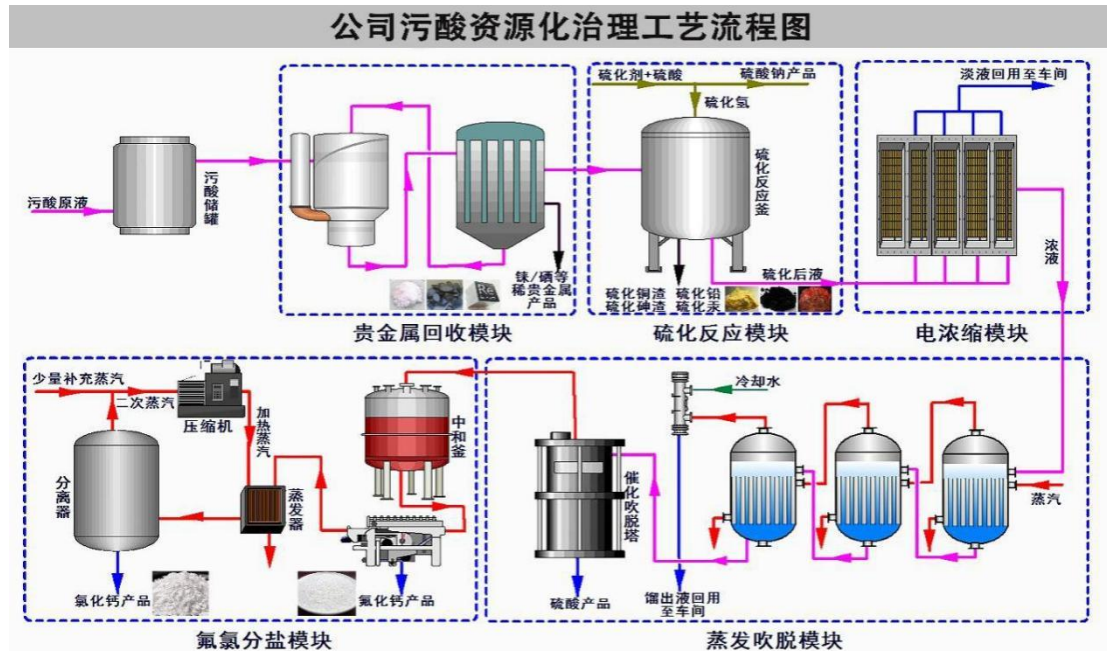 公司污酸资源化治理工艺流程图
污酸原液
污酸储罐
铼/硒等
稀贵金属
产品
Re
贵金属回收模块
硫化剂+硫酸
硫酸钠产品
硫化氢
硫化反应釜
硫化铜渣 硫化铅
硫化砷渣 硫化汞
硫化后液
硫化反应模块
淡液回用至车间
浓液
电浓缩模块
少量补充蒸汽
二次蒸汽
压缩机
加热蒸汽
中和釜
分离器
蒸发器
氯化钙产品
氟化钙产品
氟氯分盐模块
冷却水
催化吹脱塔
蒸汽
硫酸产品
馏出液回用
至车间
蒸发吹脱模块